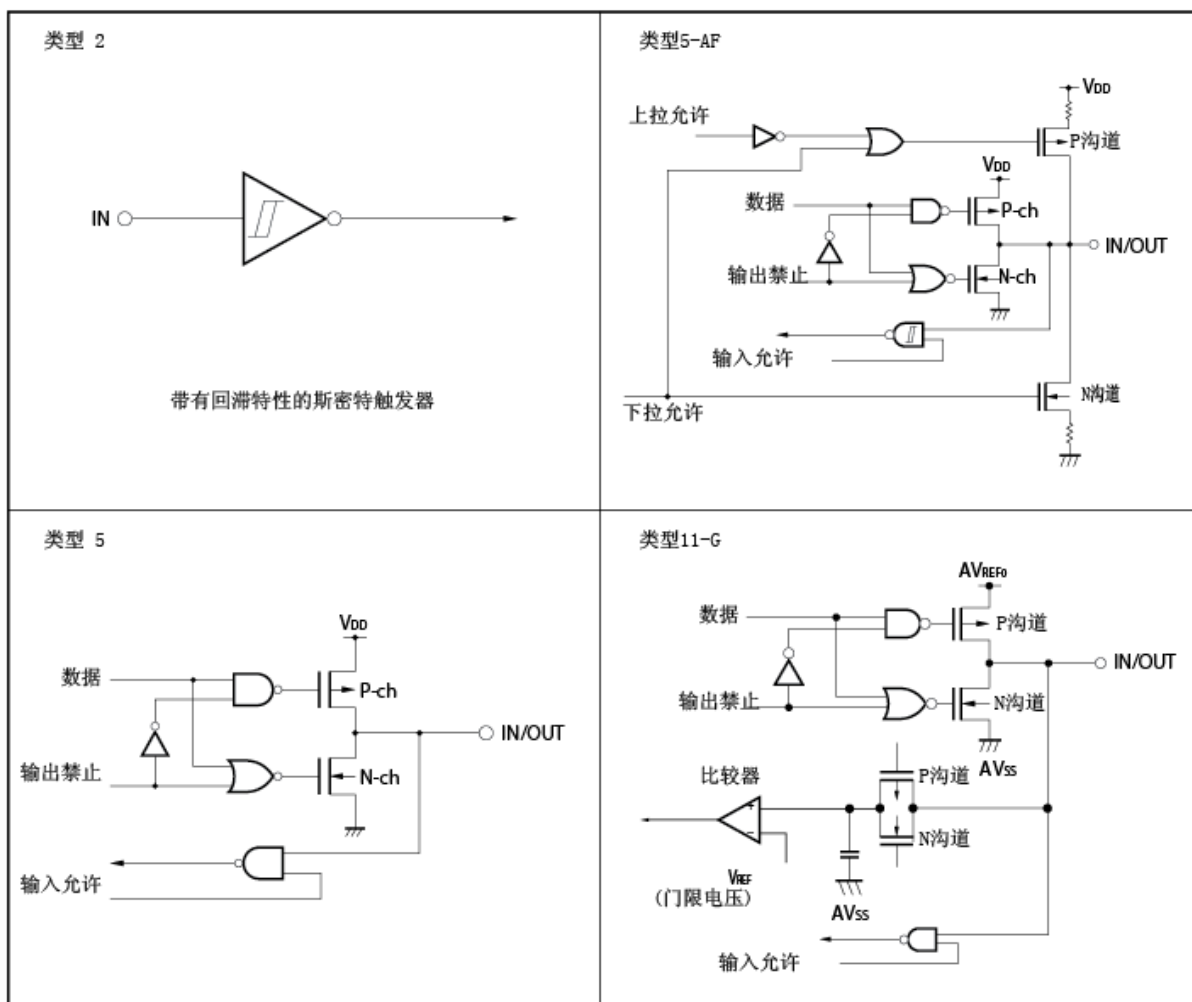 类型 2
IN
带有回滞特性的斯密特触发器
类型5-AF
VDD
上拉允许
P沟道
VDD
数据
P-ch
IN/OUT
输出禁止
N-ch
输入允许
下拉允许
N沟道
类型 5
VDD
数据
P-ch
IN/OUT
输出禁止
N-ch
输入允许
类型11-G
AVREF0
数据
P沟道
IN/OUT
输出禁止
N沟道
AVSS
比较器
P沟道
+
−
N沟道
VREF
(门限电压)
AVSS
输入允许